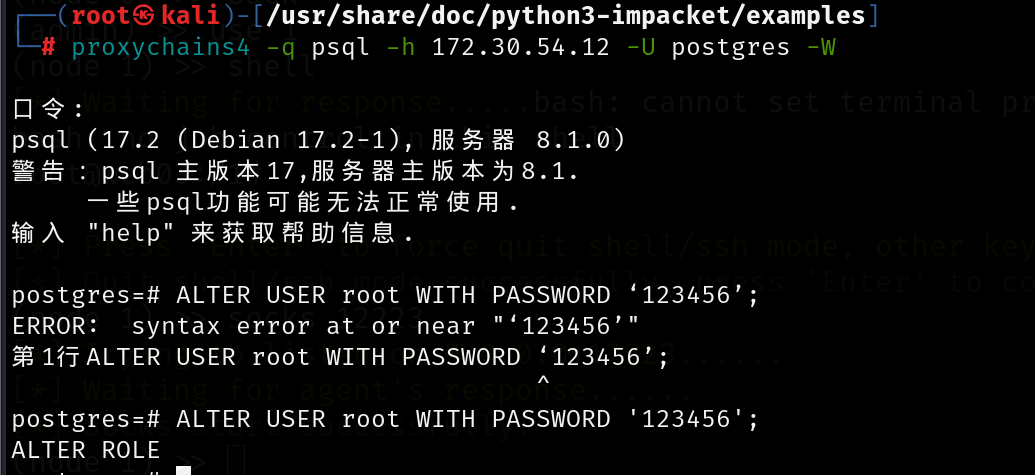 (root㉿kali)-[/usr/share/doc/python3-impacket/examples]
# proxychains4 -q psql -h 172.30.54.12 -U postgres -W
口令:
psql (17.2 (Debian 17.2-1), 服务器 8.1.0)
警告:psql 主版本17,服务器主版本为8.1.
一些psql功能可能无法正常使用.
输入 "help" 来获取帮助信息.
postgres=# ALTER USER root WITH PASSWORD ‘123456’;
ERROR:  syntax error at or near "‘123456’"
第1行ALTER USER root WITH PASSWORD ‘123456’;
^
postgres=# ALTER USER root WITH PASSWORD '123456';
ALTER ROLE